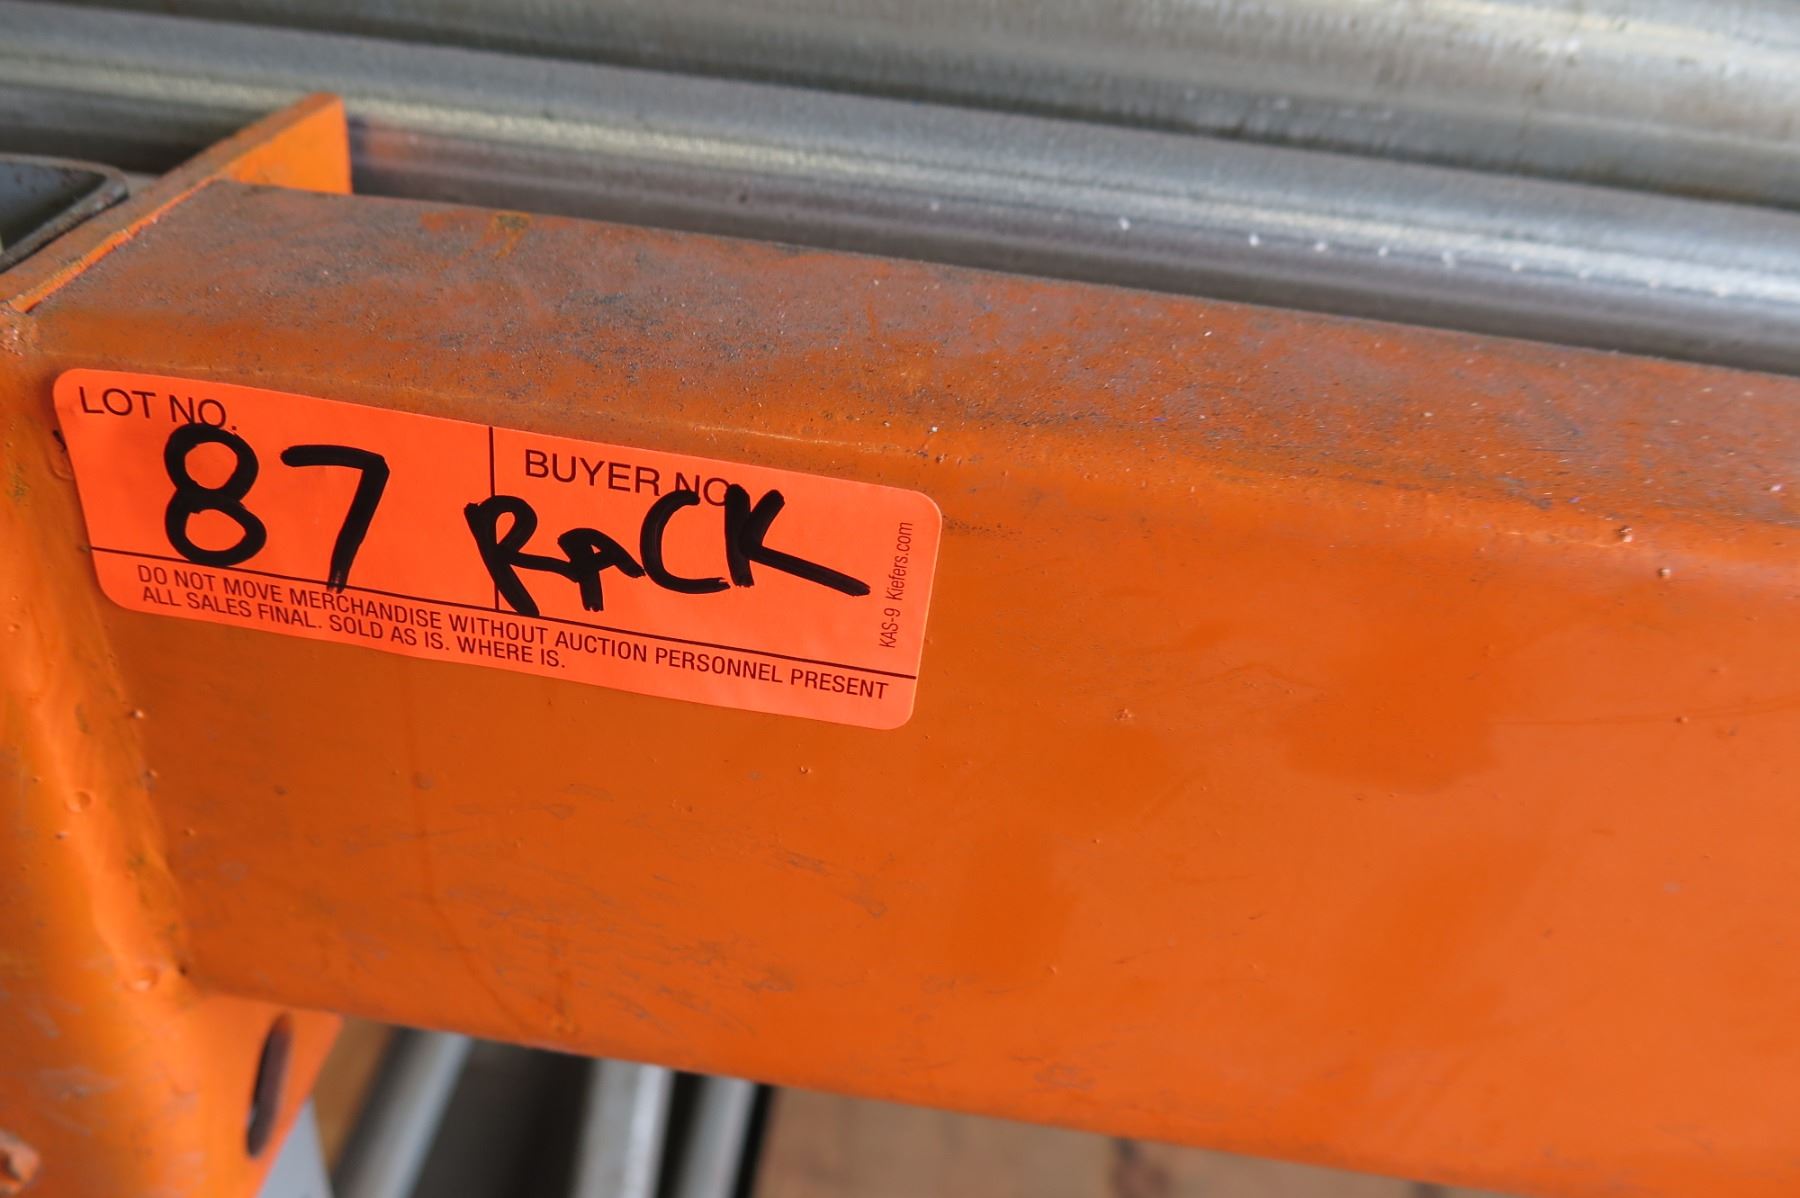 LOT NO.
BUYER NO.
87 RACK
DO NOT MOVE MERCHANDISE WITHOUT AUCTION PERSONNEL PRESENT
ALL SALES FINAL. SOLD AS IS. WHERE IS.
KAS-9 Kiefers.com